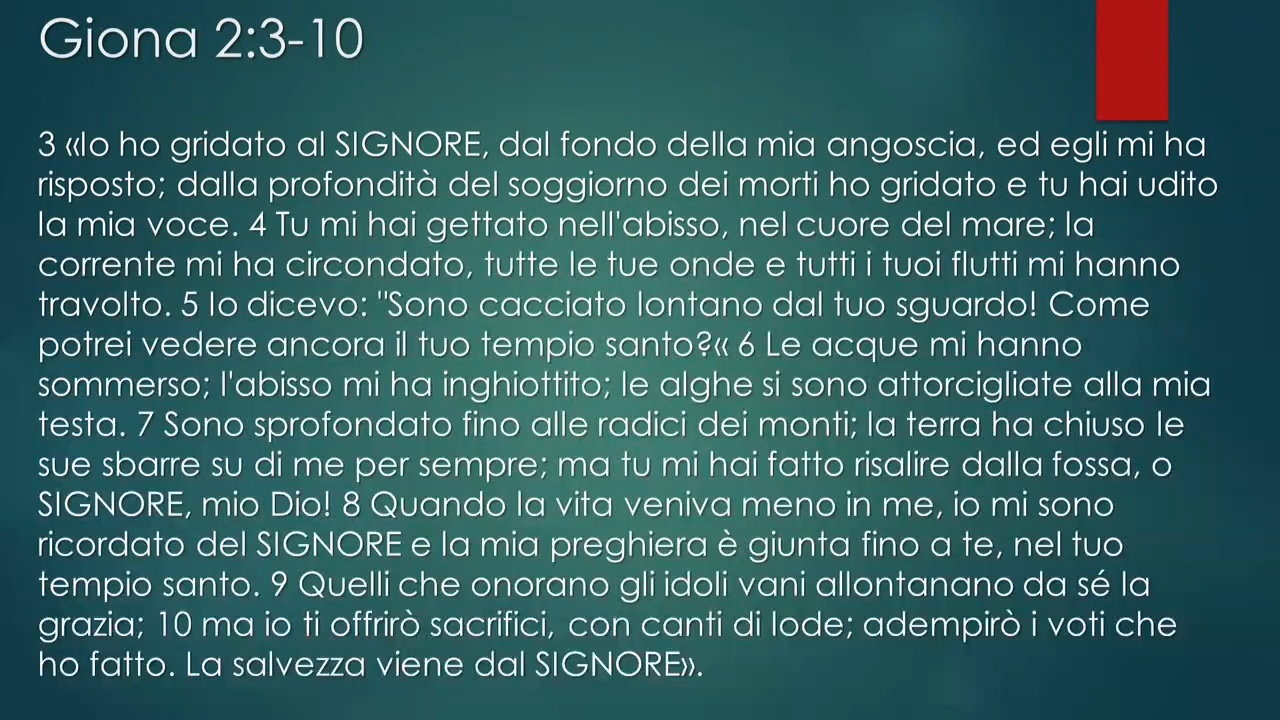 Giona 2:3-10
3 «Io ho gridato al SIGNORE, dal fondo della mia angoscia, ed egli mi ha
risposto; dalla profondità del soggiorno dei morti ho gridato e tu hai udito
la mia voce. 4 Tu mi hai gettato nell'abisso, nel cuore del mare; la
corrente mi ha circondato, tutte le tue onde e tutti i tuoi flutti mi hanno
travolto. 5 Io dicevo: "Sono cacciato lontano dal tuo sguardo! Come
potrei vedere ancora il tuo tempio santo?« 6 Le acque mi hanno
sommerso; l'abisso mi ha inghiottito; le alghe si sono attorcigliate alla mia
testa. 7 Sono sprofondato fino alle radici dei monti; la terra ha chiuso le
sue sbarre su di me per sempre; ma tu mi hai fatto risalire dalla fossa, o
SIGNORE, mio Dio! 8 Quando la vita veniva meno in me, io mi sono
ricordato del SIGNORE e la mia preghiera è giunta fino a te, nel tuo
tempio santo. 9 Quelli che onorano gli idoli vani allontanano da sé la
grazia; 10 ma io ti offrirò sacrifici, con canti di lode; adempirò i voti che
ho fatto. La salvezza viene dal SIGNORE».